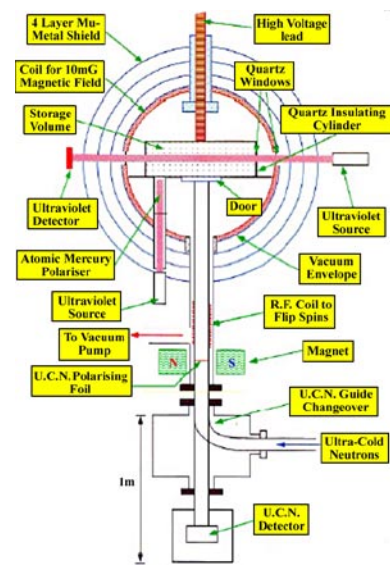 4 Layer Mu-
Metal Shield
High Voltage
lead
Coil for 10mG
Magnetic Field
Quartz
Windows
Storage
Volume
Quartz Insulating
Cylinder
Ultraviolet
Detector
Door
Ultraviolet
Source
Atomic Mercury
Polariser
Vacuum
Envelope
Ultraviolet
Source
R.F. Coil to
Flip Spins
To Vacuum
Pump
N
S
Magnet
U.C.N. Polarising
Foil
U.C.N. Guide
Changeover
Ultra-Cold
Neutrons
1m
U.C.N.
Detector